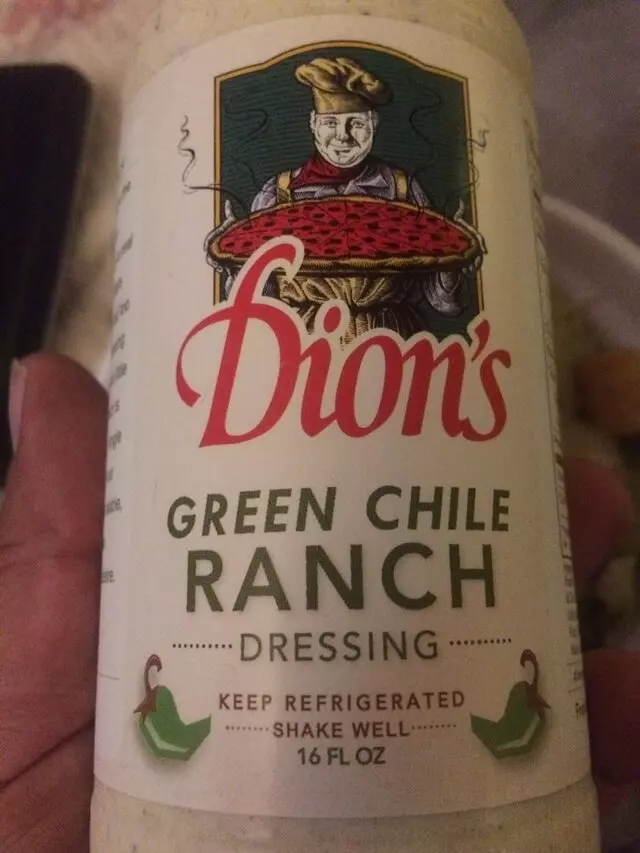 Dion's
GREEN CHILE
RANCH
DRESSING
KEEP REFRIGERATED
SHAKE WELL
16 FL OZ